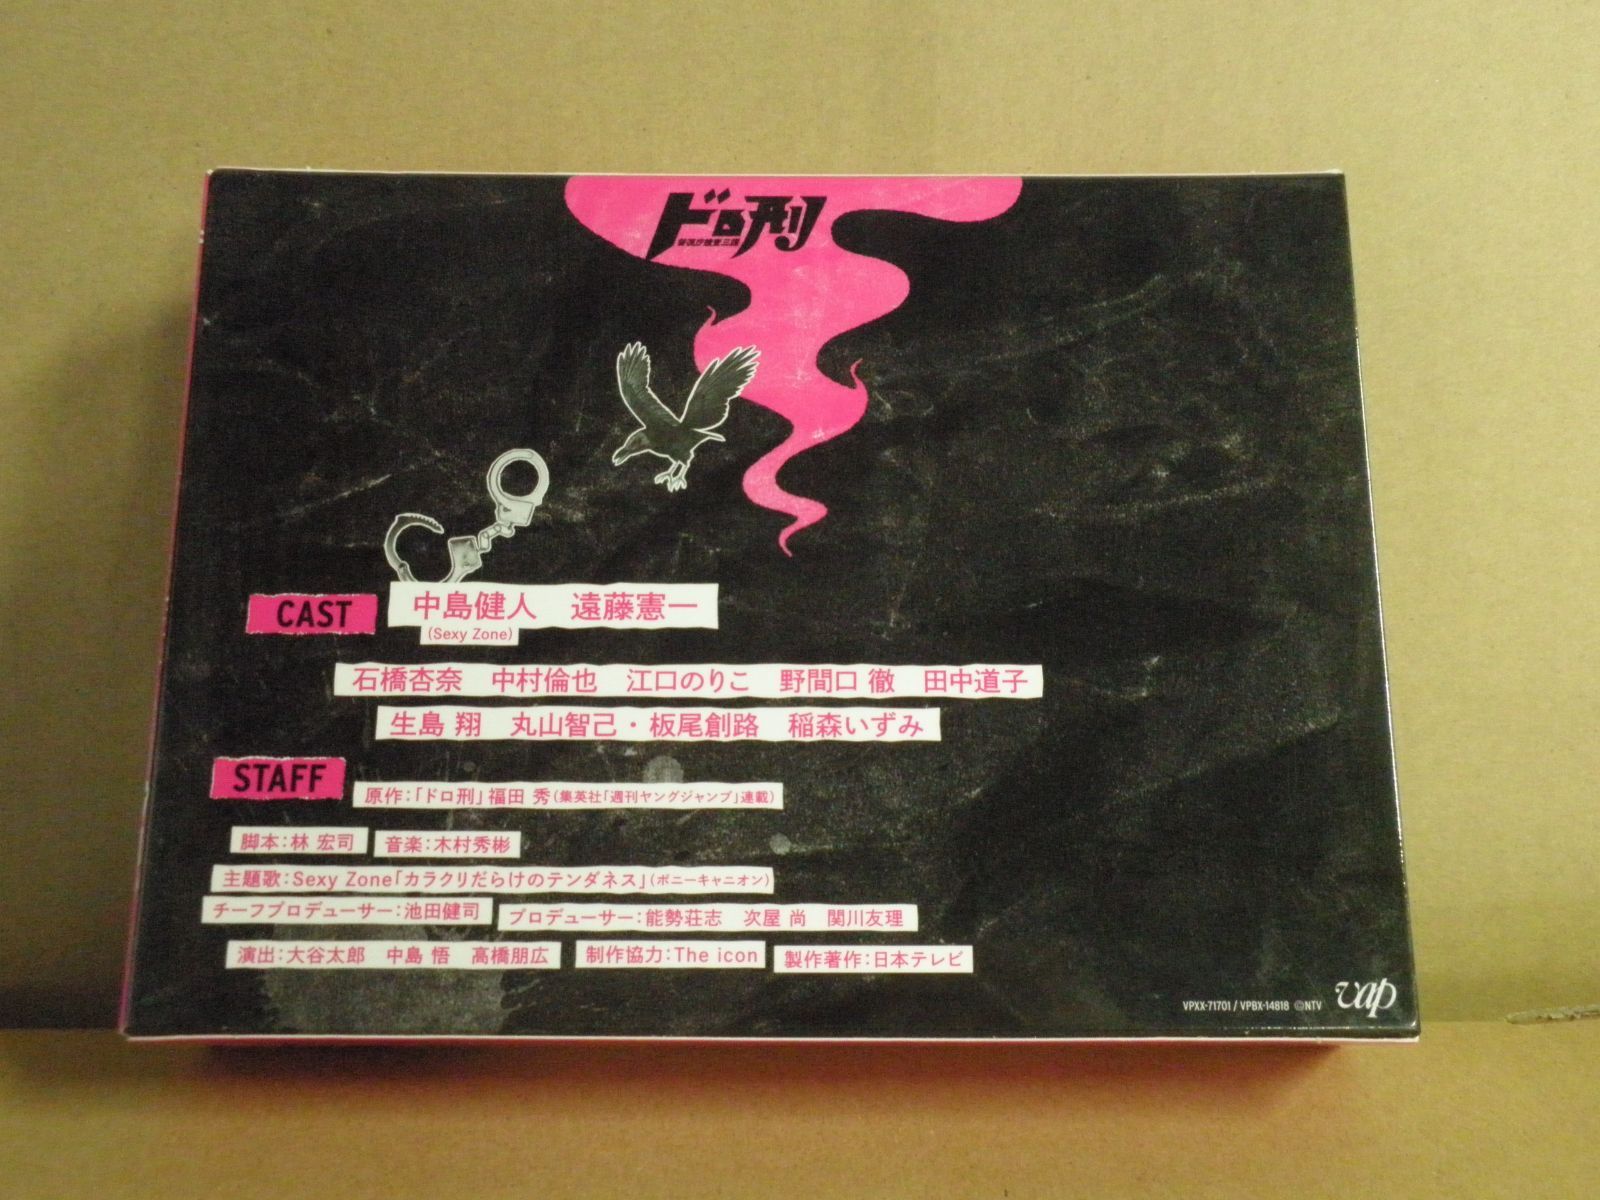 ドロ刑
警視庁捜査三課
CAST 中島健人 遠藤憲一
(Sexy Zone)
石橋杏奈 中村倫也 江口のりこ 野間口 徹 田中道子
生島 翔 丸山智己・板尾創路 稲森いずみ
STAFF
原作:「ドロ刑」福田 秀(集英社「週刊ヤングジャンプ」連載)
脚本:林 宏司 音楽:木村秀彬
主題歌:Sexy Zone「カラクリだらけのテンダネス」(ポニーキャニオン)
チーフプロデューサー:池田健司 プロデューサー:能勢荘志 次屋 尚 関川友理
演出:大谷太郎 中島 悟 高橋朋広 制作協力:The icon 製作著作:日本テレビ
VPXX-71701 / VPBX-14818 ©NTV vap